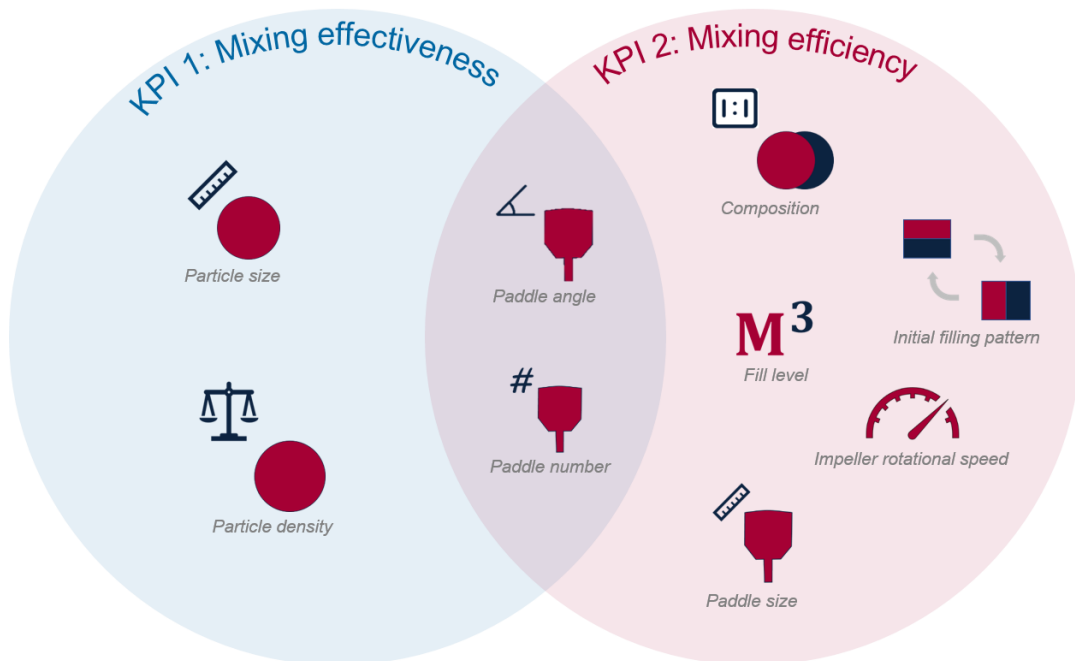 KPI 1: Mixing effectiveness
KPI 2: Mixing efficiency
Particle size
Particle density
Paddle angle
#
Paddle number
1:1
Composition
Initial filling pattern
M³
Fill level
Impeller rotational speed
Paddle size